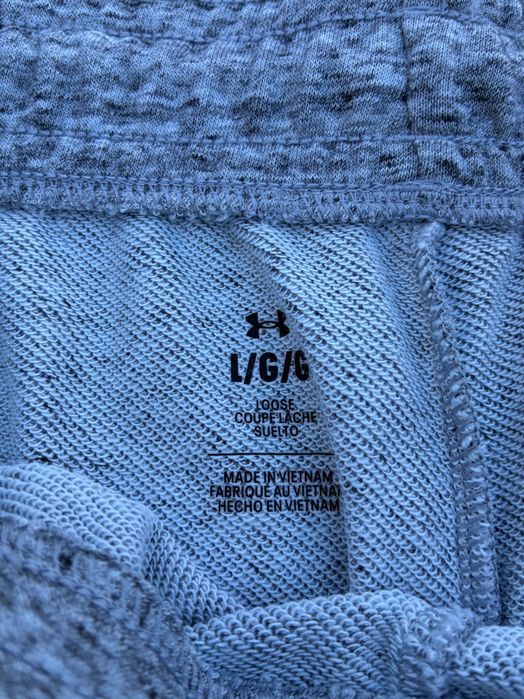 L/G/G
LOOSE
COUPE LÂCHE
SUELTO
MADE IN VIETNAM
FABRIQUÉ AU VIETNAM
HECHO EN VIETNAM